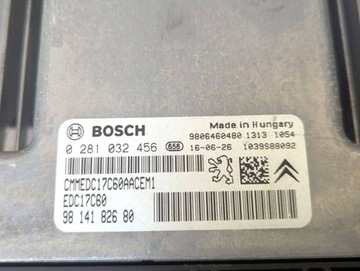 BOSCH
Made in Hungary
9806460480 1313 1054
0 281 032 456 658 16-06-26 1039S88092
CMMEDC17C60AACEM1
EDC17C60
98 141 826 80